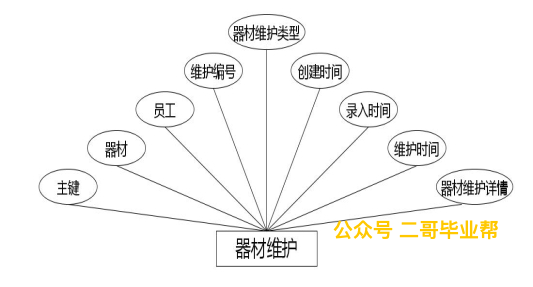 器材维护类型
维护编号
创建时间
员工
录入时间
器材
维护时间
主键
器材维护详情
公众号 二哥毕业帮
器材维护